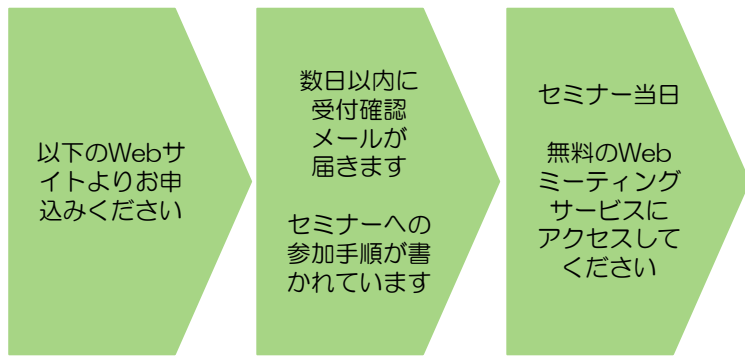 以下のWebサ
イトよりお申
込みください
数日以内に
受付確認
メールが
届きます
セミナーへの
参加手順が書
かれています
セミナー当日
無料のWeb
ミーティング
サービスに
アクセスして
ください